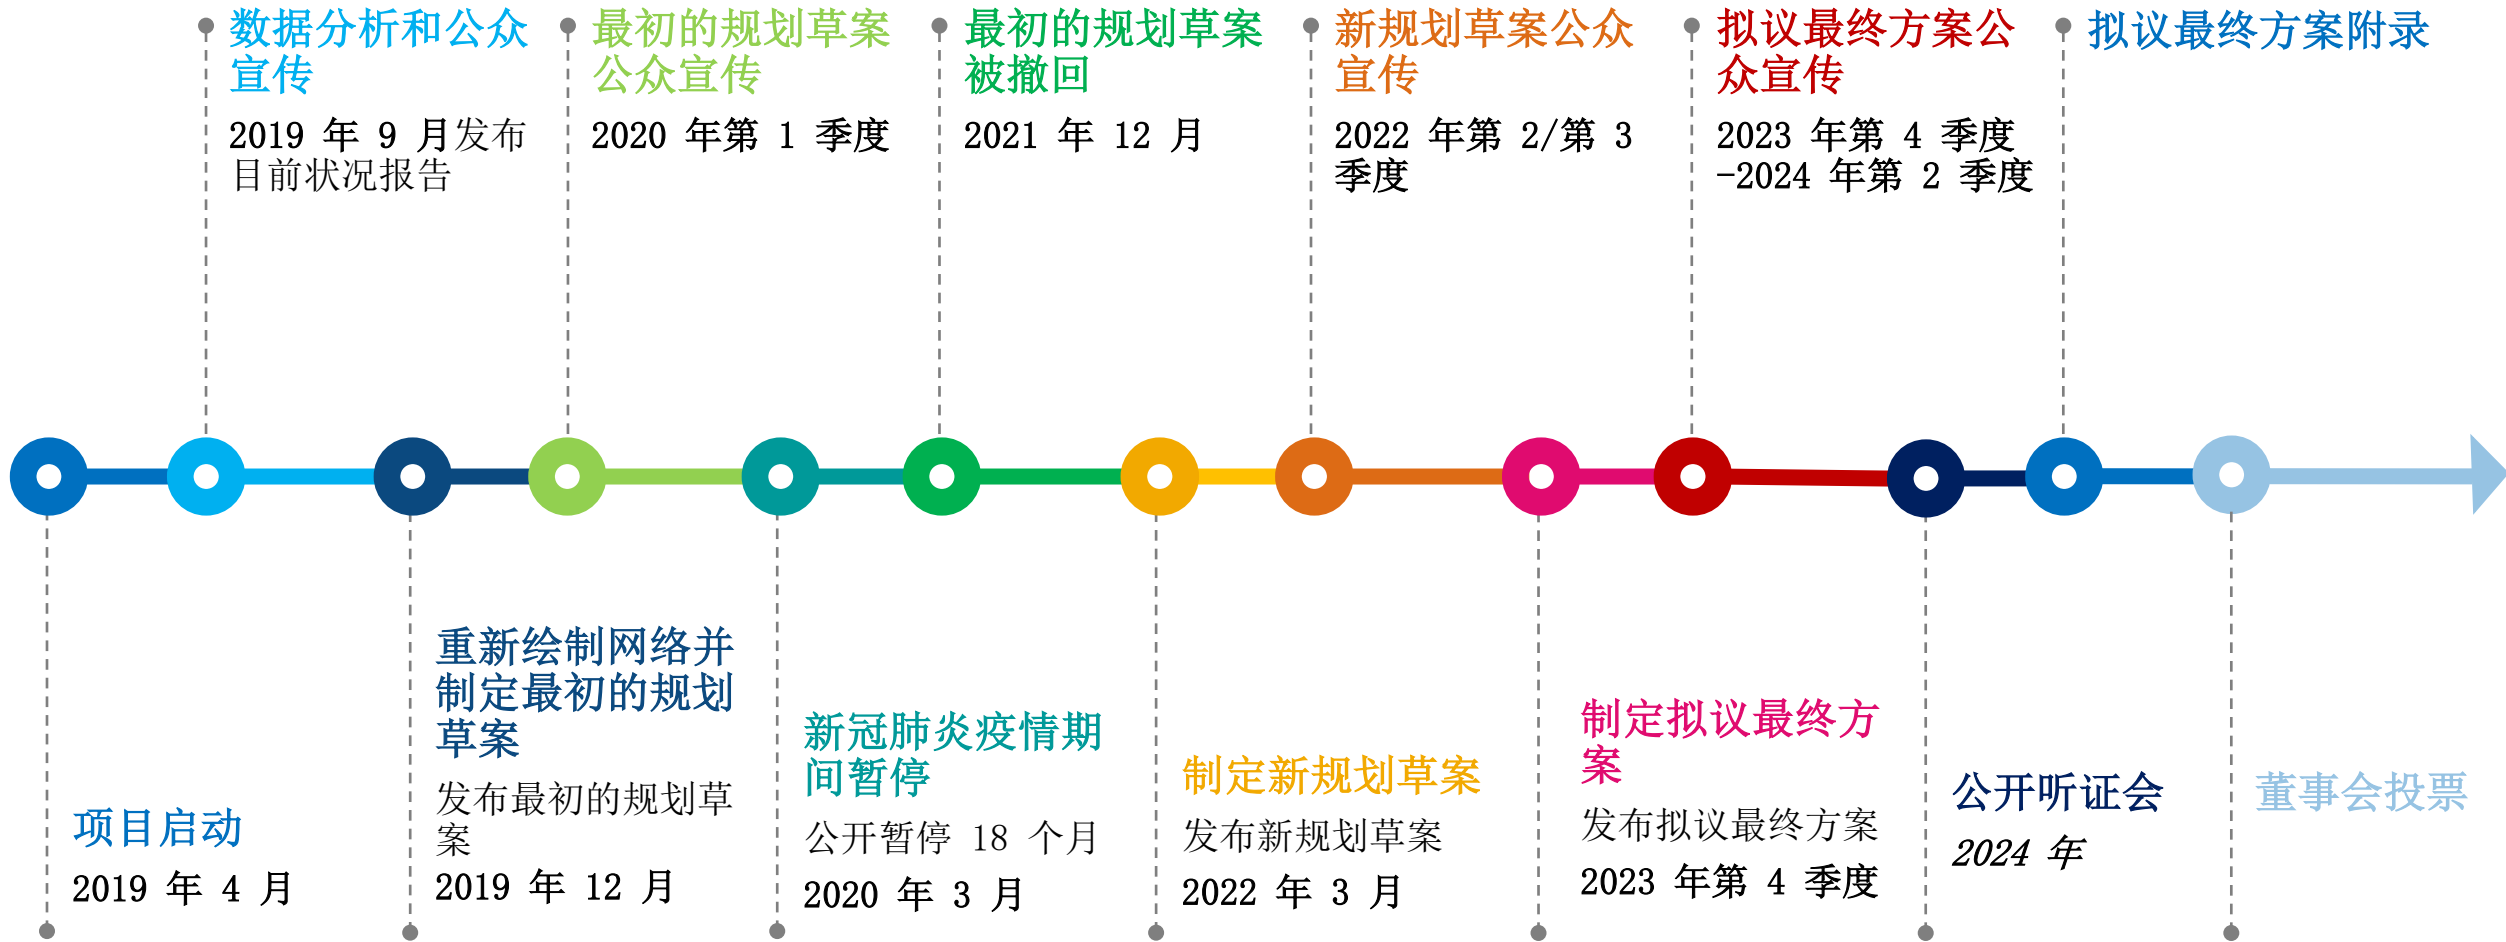 数据分析和公众
宣传
2019 年 9 月发布
目前状况报告
最初的规划草案
公众宣传
2020 年第 1 季度
最初的规划草案
被撤回
2021 年 12 月
新规划草案公众
宣传
2022 年第 2/第 3
季度
拟议最终方案公
众宣传
2023 年第 4 季度
-2024 年第 2 季度
拟议最终方案附录
项目启动
2019 年 4 月
重新绘制网络并
制定最初的规划
草案
发布最初的规划草
案
2019 年 12 月
新冠肺炎疫情期
间暂停
公开暂停 18 个月
2020 年 3 月
制定新规划草案
发布新规划草案
2022 年 3 月
制定拟议最终方
案
发布拟议最终方案
2023 年第 4 季度
公开听证会
2024 年
董事会投票